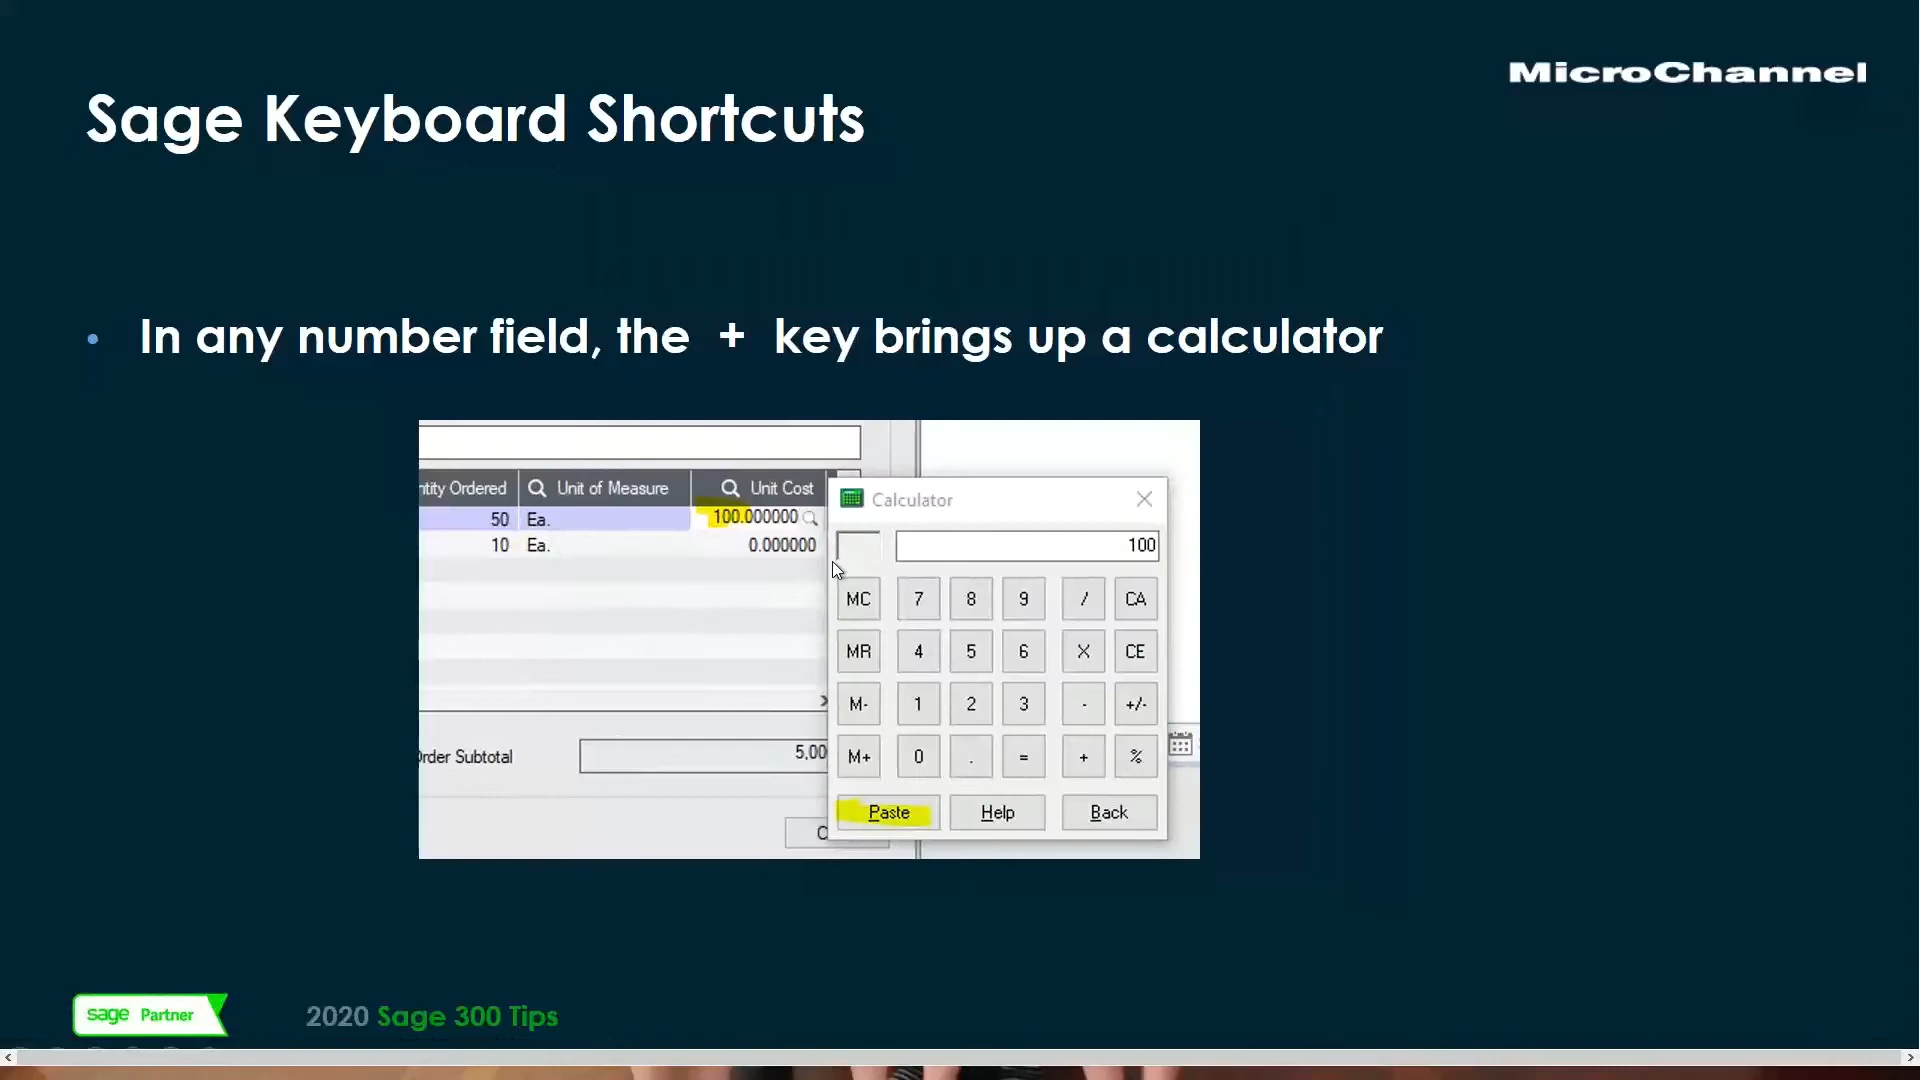 MicroChannel
Sage Keyboard Shortcuts
• In any number field, the + key brings up a calculator
ntity Ordered Unit of Measure Unit Cost
50 Ea. 100.000000
10 Ea. 0.000000
Order Subtotal 5,00
C
Calculator
100
MC 7 8 9 / CA
MR 4 5 6 X CE
M- 1 2 3 - +/-
M+ 0 . = + %
Paste Help Back
sage Partner
2020 Sage 300 Tips